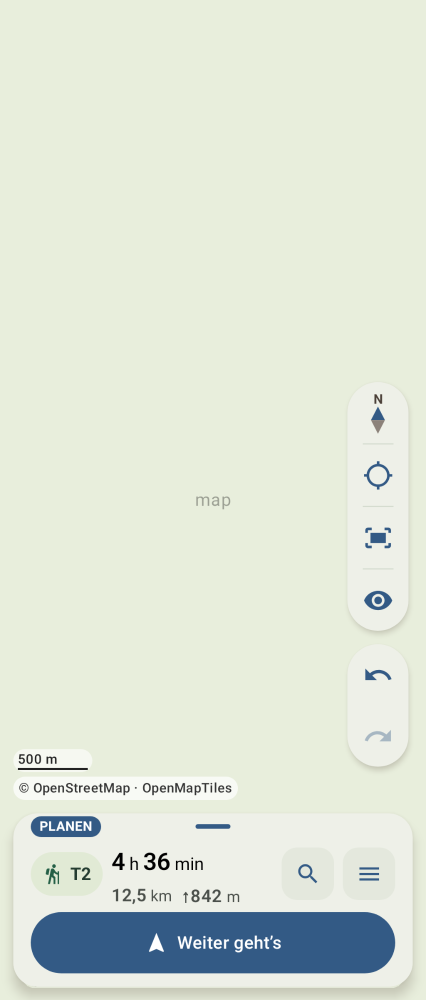 N
map
500 m
© OpenStreetMap · OpenMapTiles
PLANEN
T2
4 h 36 min
12,5 km ↑842 m
Weiter geht’s